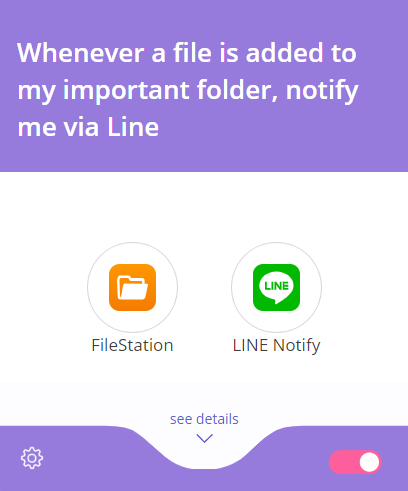 Whenever a file is added to
my important folder, notify
me via Line
LINE
FileStation
LINE Notify
see details